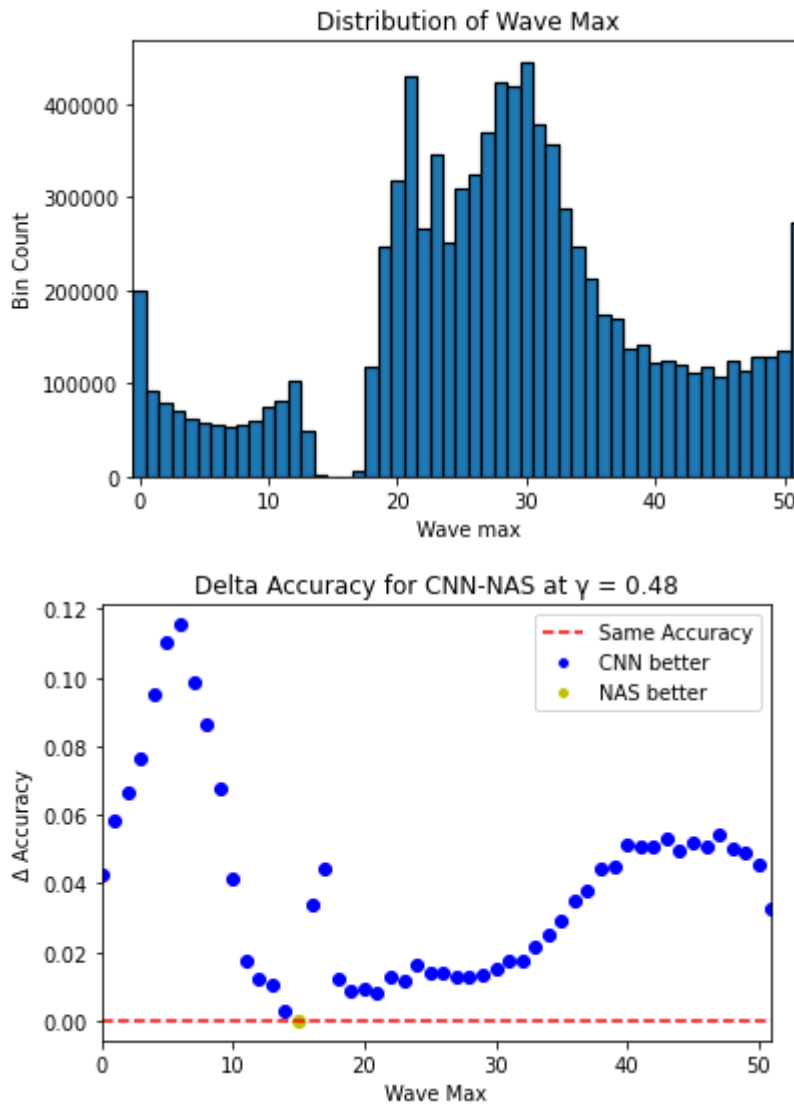 Distribution of Wave Max
400000
300000
200000
100000
0
Bin Count
0 10 20 30 40 50
Wave max
Delta Accuracy for CNN-NAS at γ = 0.48
0.12
0.10
0.08
0.06
0.04
0.02
0.00
Δ Accuracy
Same Accuracy
CNN better
NAS better
0 10 20 30 40 50
Wave Max